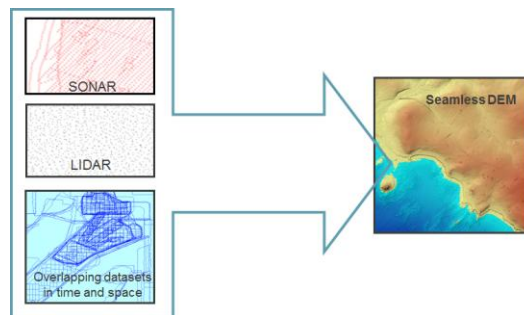 SONAR
LIDAR
Overlapping datasets
in time and space
Seamless DEM